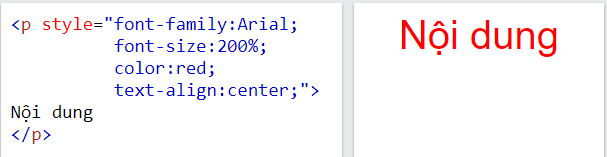 <p style="font-family:Arial;
font-size:200%;
color:red;
text-align:center;">
Nội dung
</p>
Nội dung